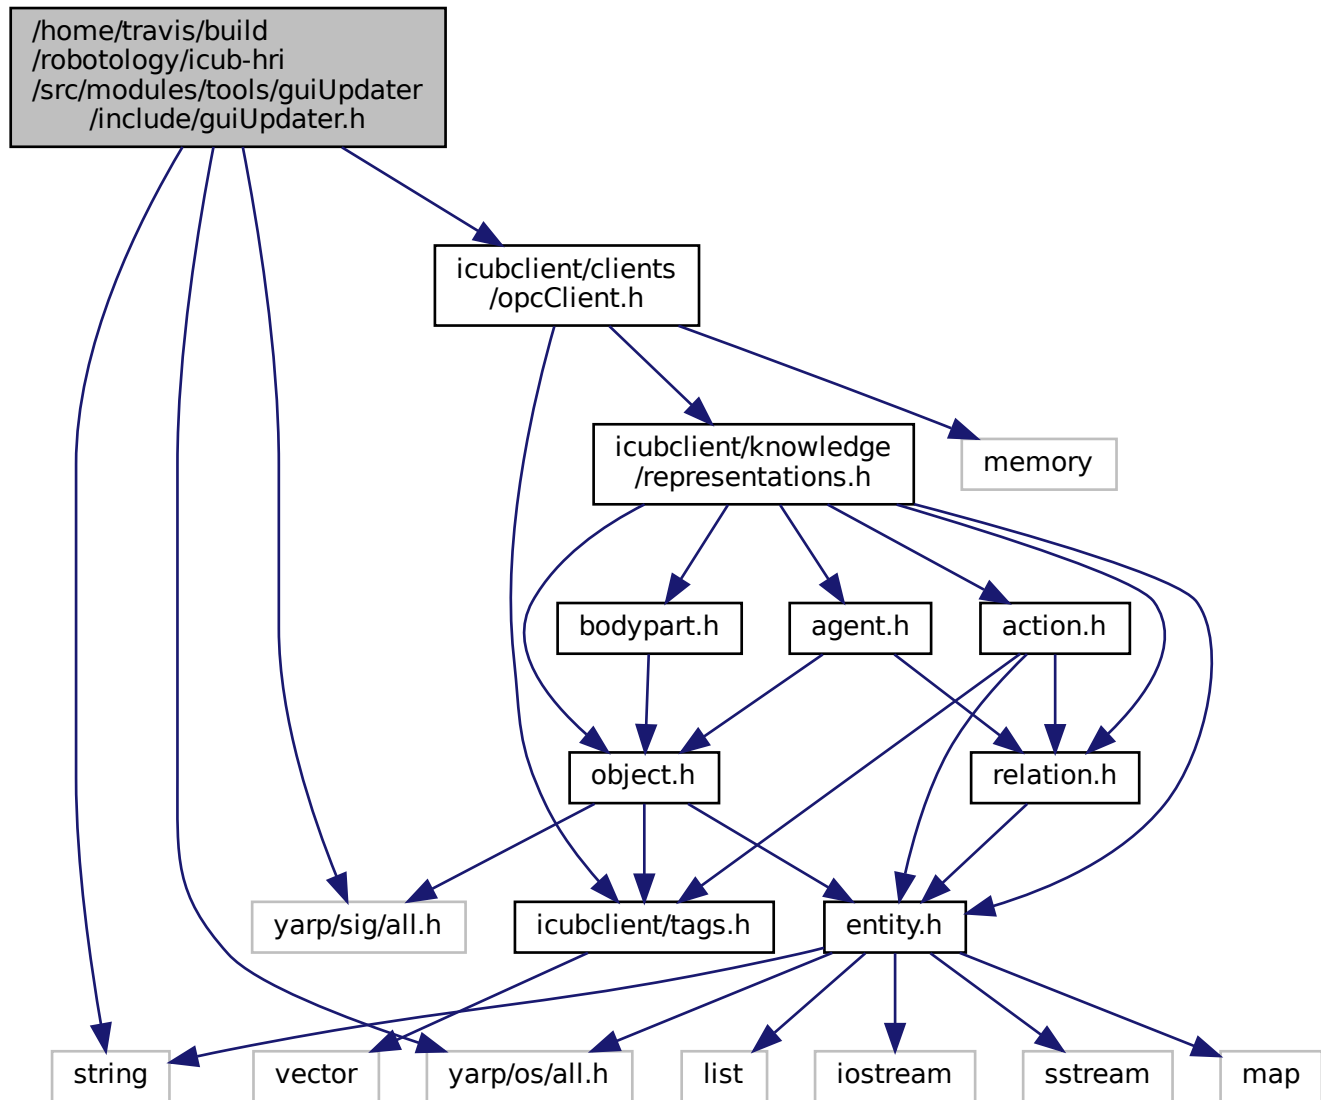 /home/travis/build
/robotology/icub-hri
/src/modules/tools/guiUpdater
/include/guiUpdater.h
icubclient/clients
/opcClient.h
icubclient/knowledge
/representations.h
memory
bodypart.h
agent.h
action.h
object.h
relation.h
yarp/sig/all.h
icubclient/tags.h
entity.h
string
vector
yarp/os/all.h
list
iostream
sstream
map